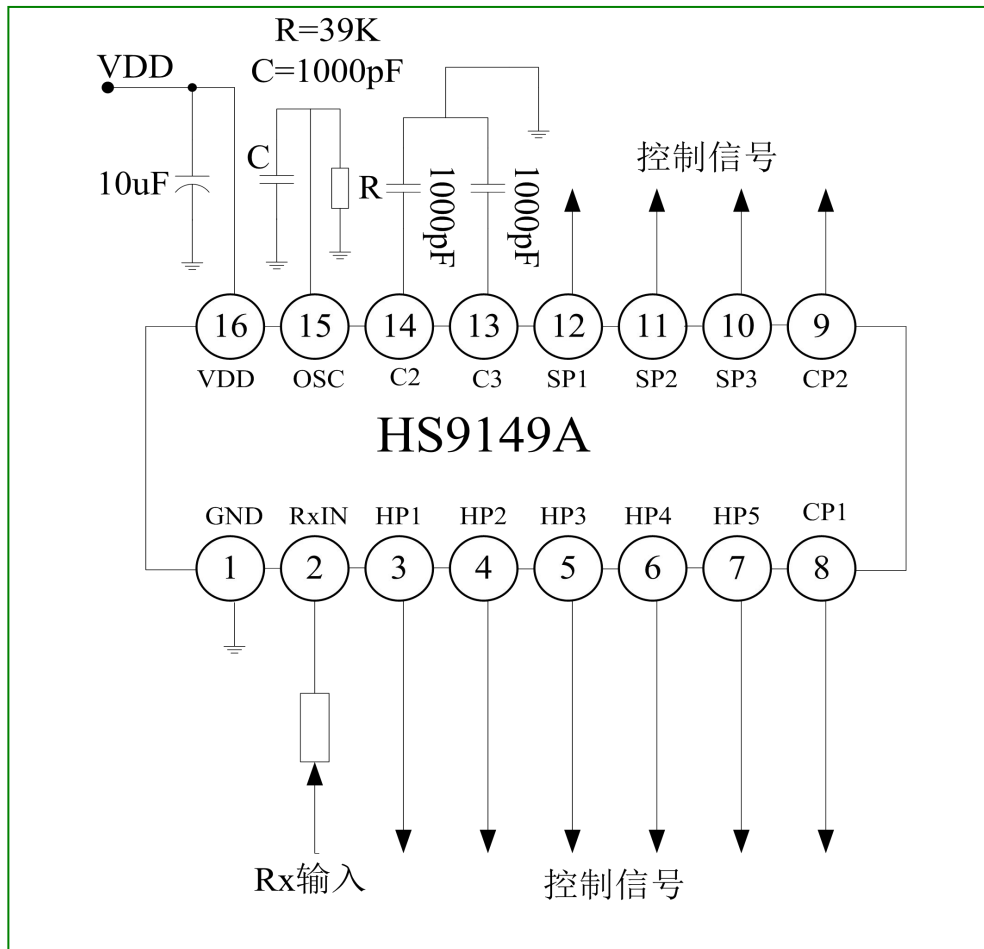 R=39K
VDD
C=1000pF
C
控制信号
10uF
R
1000pF
1000pF
16
15
14
13
12
11
10
9
VDD
OSC
C2
C3
SP1
SP2
SP3
CP2
HS9149A
GND
RxIN
HP1
HP2
HP3
HP4
HP5
CP1
1
2
3
4
5
6
7
8
Rx输入
控制信号